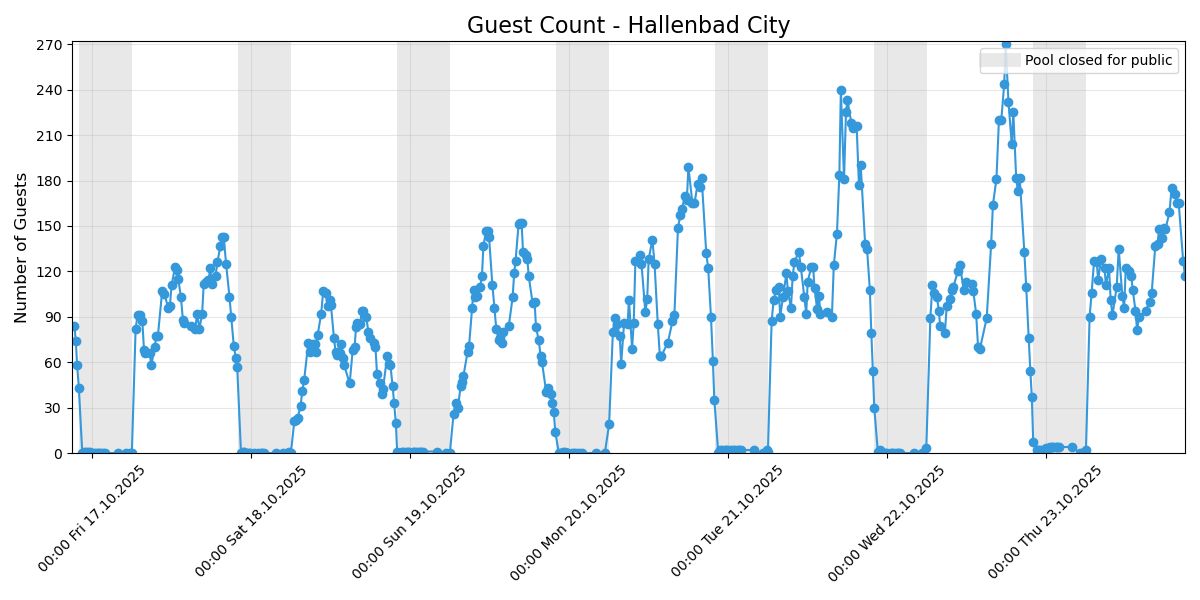 Guest Count - Hallenbad City
Number of Guests
270
240
210
180
150
120
90
60
30
0
Pool closed for public
00:00 Fri 17.10.2025
00:00 Sat 18.10.2025
00:00 Sun 19.10.2025
00:00 Mon 20.10.2025
00:00 Tue 21.10.2025
00:00 Wed 22.10.2025
00:00 Thu 23.10.2025